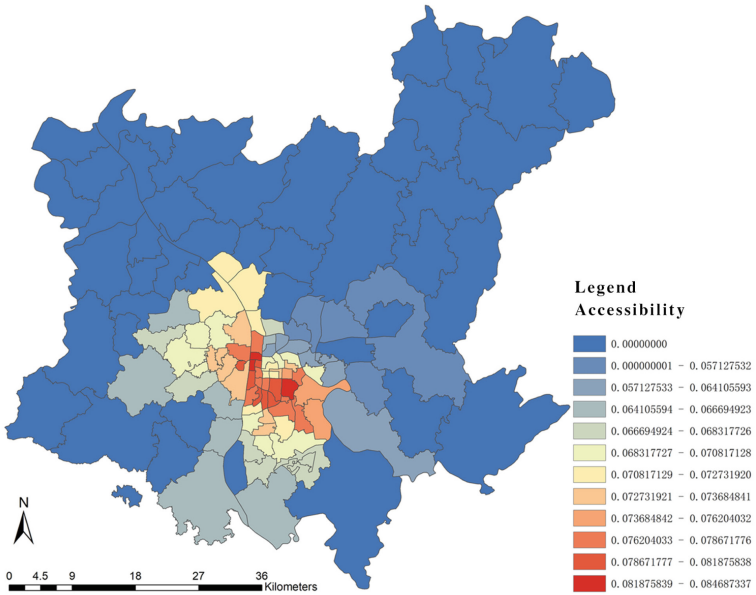 Legend
Accessibility
0.00000000
0.00000001 - 0.057127532
0.057127533 - 0.064105593
0.064105594 - 0.066694923
0.066694924 - 0.068317726
0.068317727 - 0.070817128
0.070817129 - 0.072731920
0.072731921 - 0.073684841
0.073684842 - 0.076204032
0.076204033 - 0.078671776
0.078671777 - 0.081875838
0.081875839 - 0.084687337
N
0 4.5 9 18 27 36
Kilometers